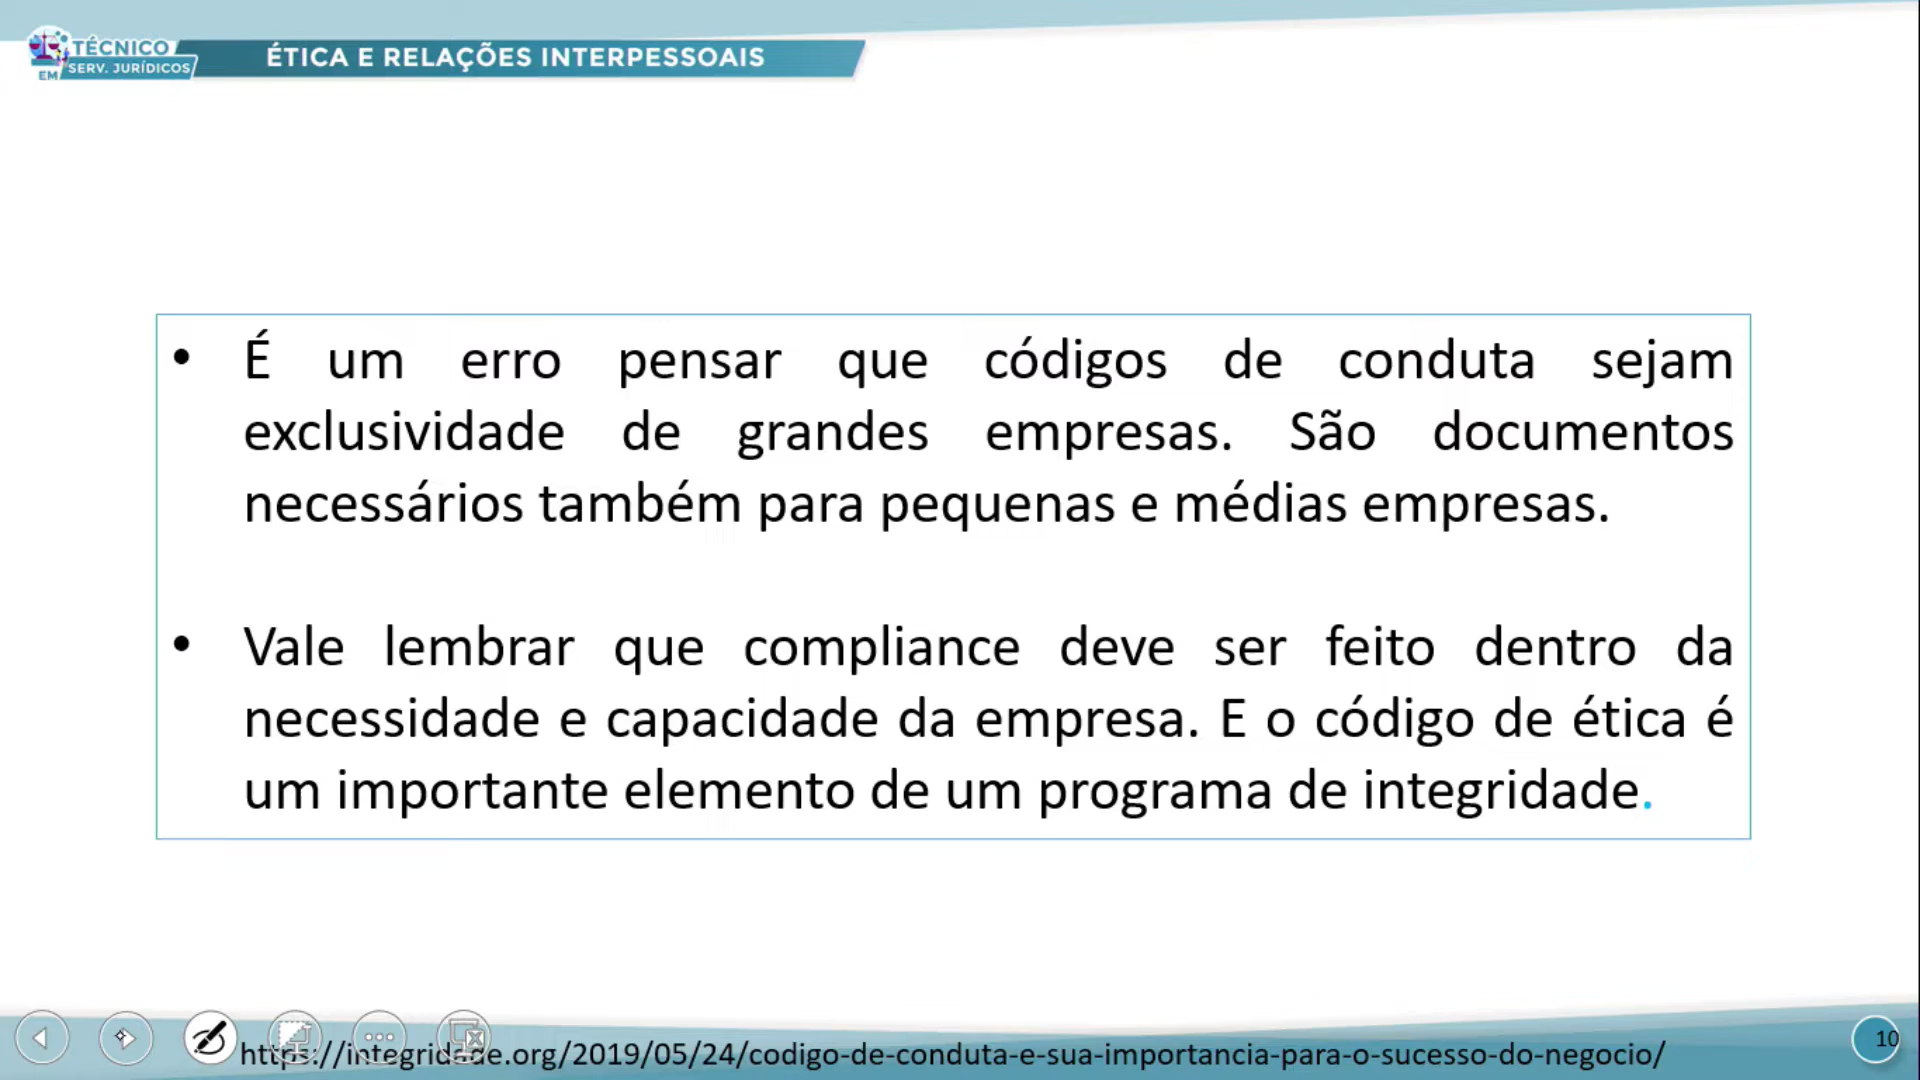 TÉCNICO
EM SERV. JURÍDICOS
ÉTICA E RELAÇÕES INTERPESSOAIS
• É um erro pensar que códigos de conduta sejam
exclusividade de grandes empresas. São documentos
necessários também para pequenas e médias empresas.
• Vale lembrar que compliance deve ser feito dentro da
necessidade e capacidade da empresa. E o código de ética é
um importante elemento de um programa de integridade.
https://integridade.org/2019/05/24/codigo-de-conduta-e-sua-importancia-para-o-sucesso-do-negocio/
10